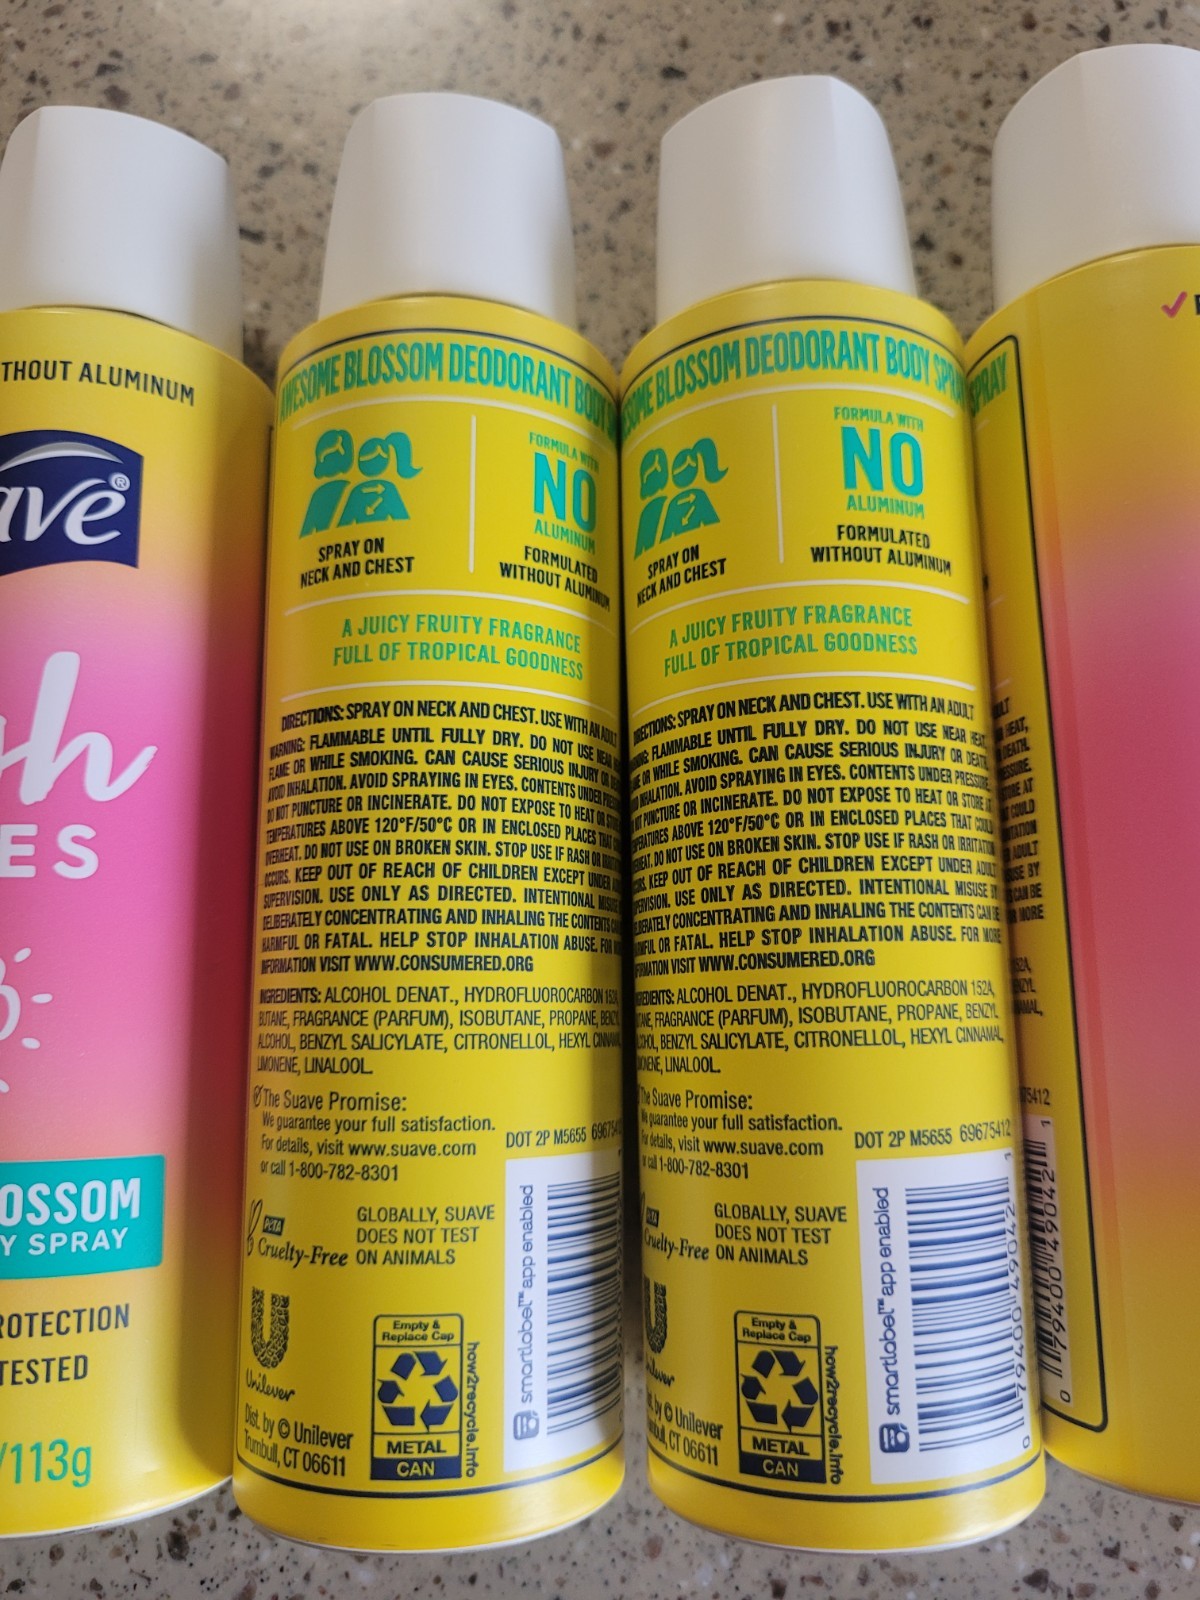 THOUT ALUMINUM
ave®
sh
ES
OSSOM
Y SPRAY
ROTECTION
TESTED
/113g
AWESOME BLOSSOM DEODORANT BODY
SPRAY ON
NECK AND CHEST
FORMULA WITH
NO
ALUMINUM
FORMULATED
WITHOUT ALUMINUM
A JUICY FRUITY FRAGRANCE
FULL OF TROPICAL GOODNESS
DIRECTIONS: SPRAY ON NECK AND CHEST. USE WITH AN ADULT
WARNING: FLAMMABLE UNTIL FULLY DRY. DO NOT USE NEAR
FLAME OR WHILE SMOKING. CAN CAUSE SERIOUS INJURY OR
AVOID INHALATION. AVOID SPRAYING IN EYES. CONTENTS UNDER
DO NOT PUNCTURE OR INCINERATE. DO NOT EXPOSE TO HEAT OR STORE
TEMPERATURES ABOVE 120°F/50°C OR IN ENCLOSED PLACES THAT
OVERHEAT. DO NOT USE ON BROKEN SKIN. STOP USE IF RASH OR
OCCURS. KEEP OUT OF REACH OF CHILDREN EXCEPT UNDER
SUPERVISION. USE ONLY AS DIRECTED. INTENTIONAL MISUSE
DELIBERATELY CONCENTRATING AND INHALING THE CONTENTS CAN
HARMFUL OR FATAL. HELP STOP INHALATION ABUSE. FOR
INFORMATION VISIT WWW.CONSUMERED.ORG
INGREDIENTS: ALCOHOL DENAT., HYDROFLUOROCARBON 152A,
BUTANE, FRAGRANCE (PARFUM), ISOBUTANE, PROPANE, BENZYL
ALCOHOL, BENZYL SALICYLATE, CITRONELLOL, HEXYL CINNAMAL,
LIMONENE, LINALOOL.
The Suave Promise:
We guarantee your full satisfaction.
For details, visit www.suave.com
or call 1-800-782-8301
DOT 2P M5655 6967541
PETA
Cruelty-Free
GLOBALLY, SUAVE
DOES NOT TEST
ON ANIMALS
Unilever
Dist. by © Unilever
Trumbull, CT 06611
Empty &
Replace Cap
METAL
CAN
how2recycle.info
smartlabel™ app enabled
SOME BLOSSOM DEODORANT BODY SPRAY
SPRAY ON
NECK AND CHEST
FORMULA WITH
NO
ALUMINUM
FORMULATED
WITHOUT ALUMINUM
A JUICY FRUITY FRAGRANCE
FULL OF TROPICAL GOODNESS
DIRECTIONS: SPRAY ON NECK AND CHEST. USE WITH AN ADULT
FLAMMABLE UNTIL FULLY DRY. DO NOT USE NEAR HEAT,
OR WHILE SMOKING. CAN CAUSE SERIOUS INJURY OR DEATH.
INHALATION. AVOID SPRAYING IN EYES. CONTENTS UNDER PRESSURE.
NOT PUNCTURE OR INCINERATE. DO NOT EXPOSE TO HEAT OR STORE AT
TEMPERATURES ABOVE 120°F/50°C OR IN ENCLOSED PLACES THAT COULD
OVERHEAT. DO NOT USE ON BROKEN SKIN. STOP USE IF RASH OR IRRITATION
OCCURS. KEEP OUT OF REACH OF CHILDREN EXCEPT UNDER ADULT
SUPERVISION. USE ONLY AS DIRECTED. INTENTIONAL MISUSE BY
DELIBERATELY CONCENTRATING AND INHALING THE CONTENTS CAN BE
HARMFUL OR FATAL. HELP STOP INHALATION ABUSE. FOR MORE
INFORMATION VISIT WWW.CONSUMERED.ORG
INGREDIENTS: ALCOHOL DENAT., HYDROFLUOROCARBON 152A,
BUTANE, FRAGRANCE (PARFUM), ISOBUTANE, PROPANE, BENZYL
ALCOHOL, BENZYL SALICYLATE, CITRONELLOL, HEXYL CINNAMAL,
LIMONENE, LINALOOL.
The Suave Promise:
We guarantee your full satisfaction.
For details, visit www.suave.com
or call 1-800-782-8301
DOT 2P M5655 69675412
PETA
Cruelty-Free
GLOBALLY, SUAVE
DOES NOT TEST
ON ANIMALS
Unilever
Dist. by © Unilever
Trumbull, CT 06611
Empty &
Replace Cap
METAL
CAN
how2recycle.info
smartlabel™ app enabled
0 79400 49042 1
SPRAY
HEAT,
DEATH.
ADULT
USE BY
CAN BE
MORE
75412
0 79400 49042 1